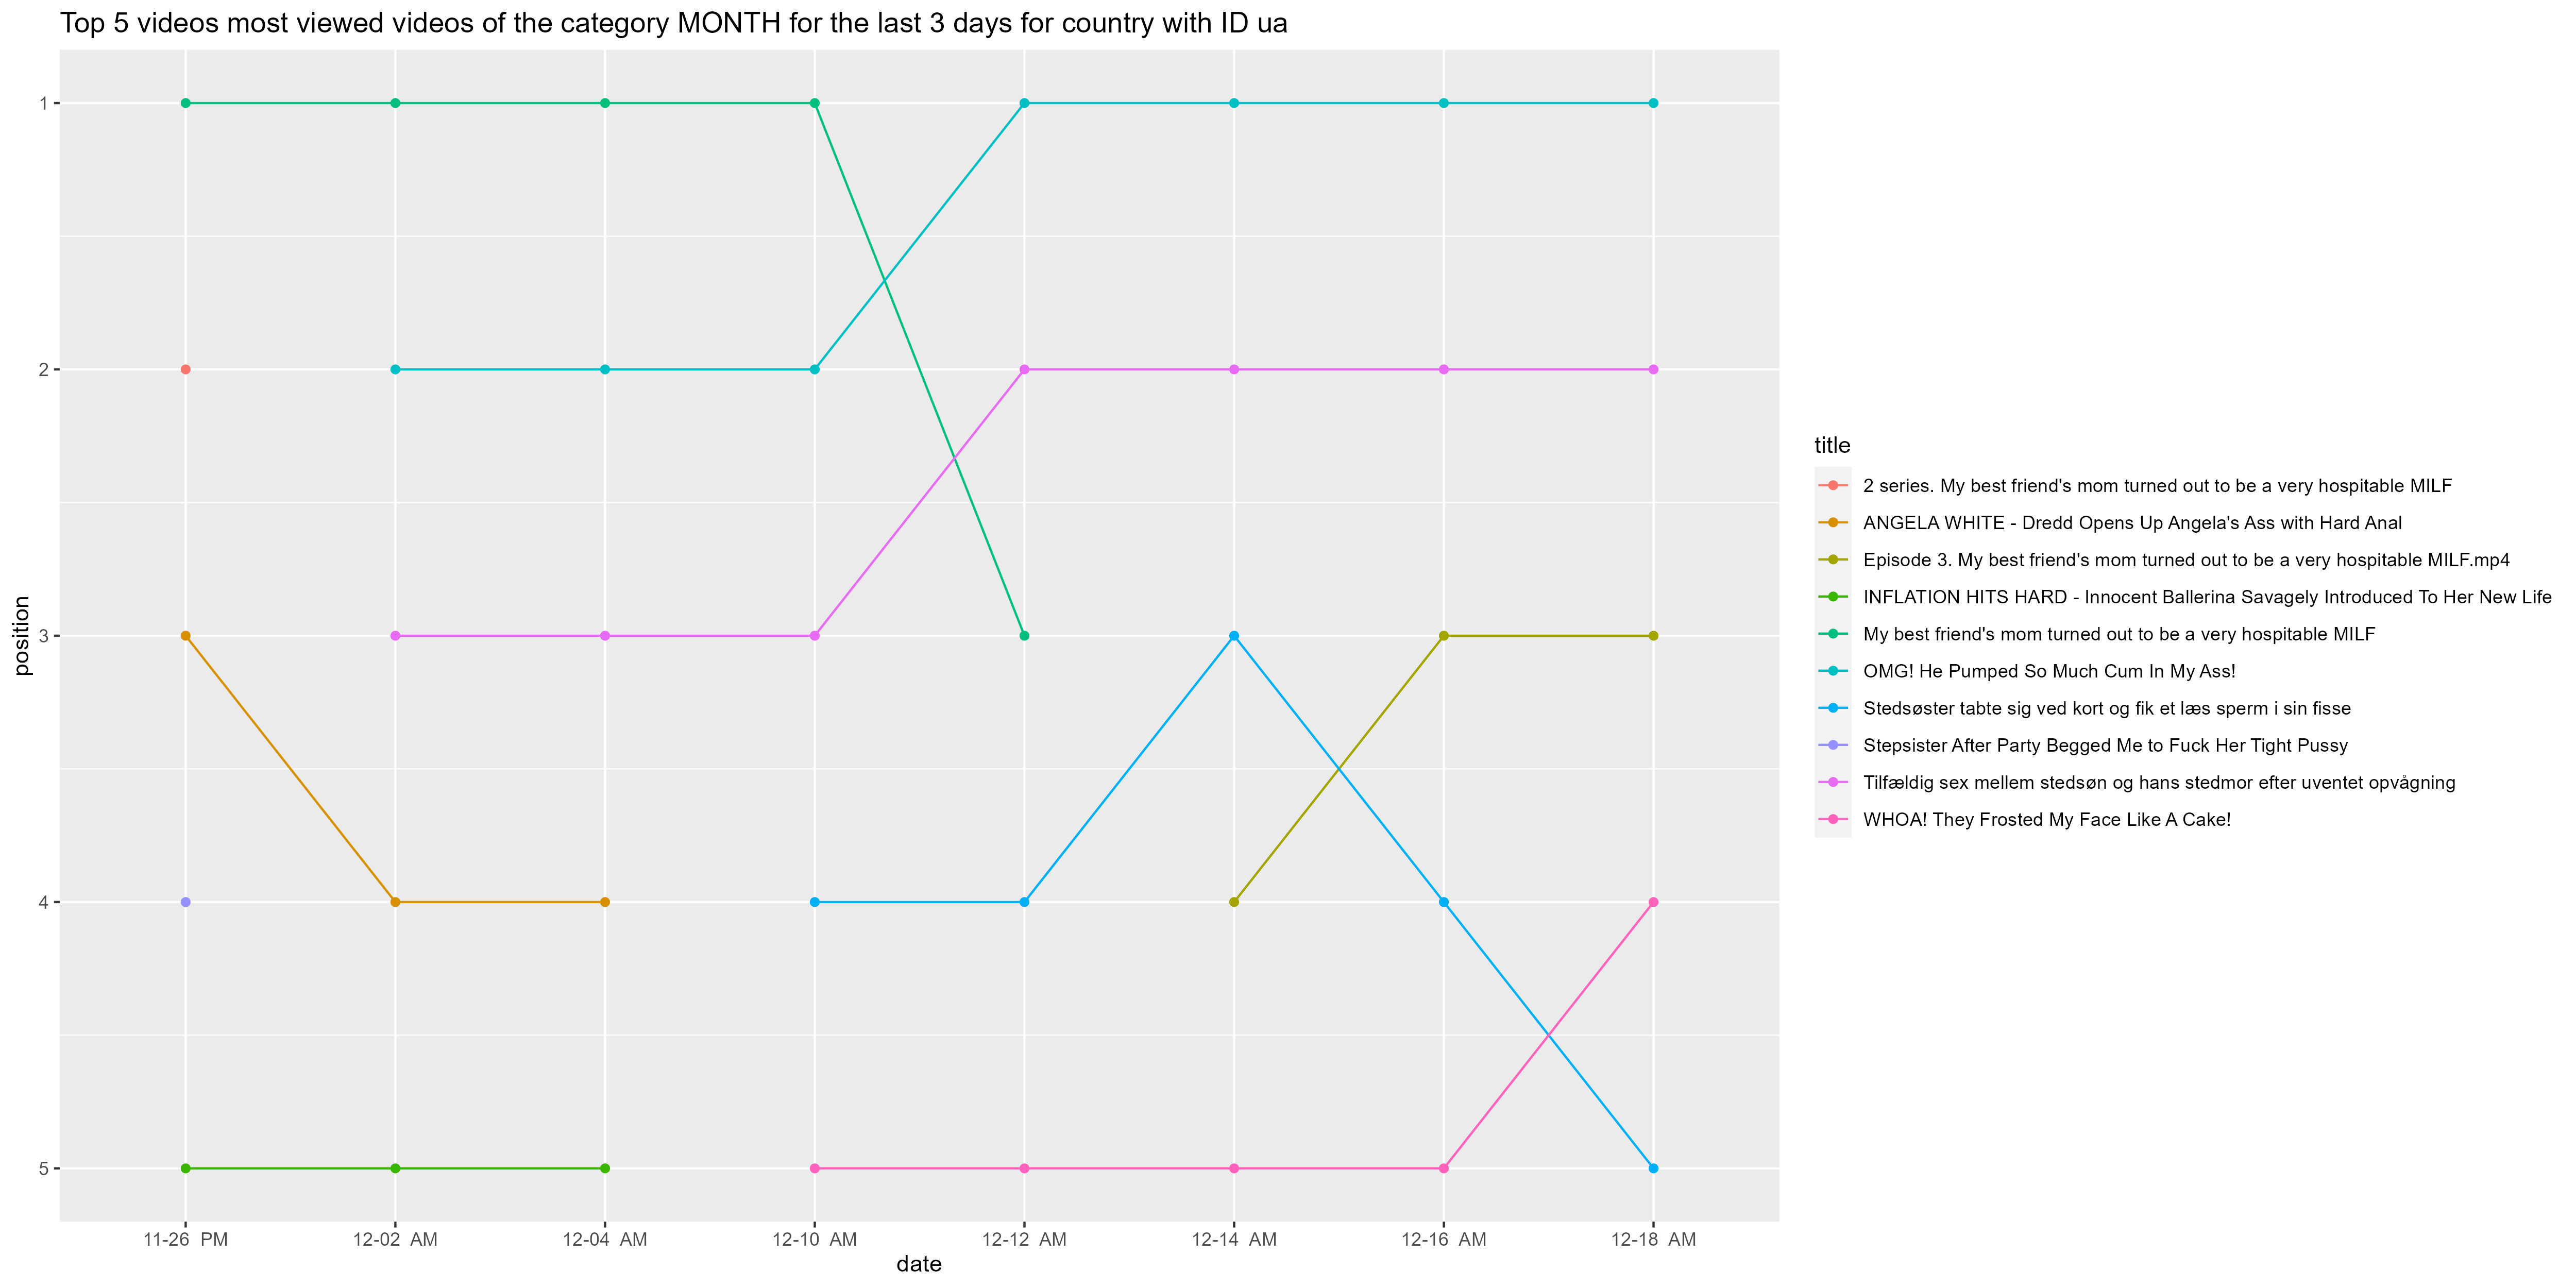 Top 5 videos most viewed videos of the category MONTH for the last 3 days for country with ID ua
position
1
2
3
4
5
11-26 PM
12-02 AM
12-04 AM
12-10 AM
12-12 AM
12-14 AM
12-16 AM
12-18 AM
date
title
2 series. My best friend's mom turned out to be a very hospitable MILF
ANGELA WHITE - Dredd Opens Up Angela's Ass with Hard Anal
Episode 3. My best friend's mom turned out to be a very hospitable MILF.mp4
INFLATION HITS HARD - Innocent Ballerina Savagely Introduced To Her New Life
My best friend's mom turned out to be a very hospitable MILF
OMG! He Pumped So Much Cum In My Ass!
Stedsøster tabte sig ved kort og fik et læs sperm i sin fisse
Stepsister After Party Begged Me to Fuck Her Tight Pussy
Tilfældig sex mellem stedsøn og hans stedmor efter uventet opvågning
WHOA! They Frosted My Face Like A Cake!